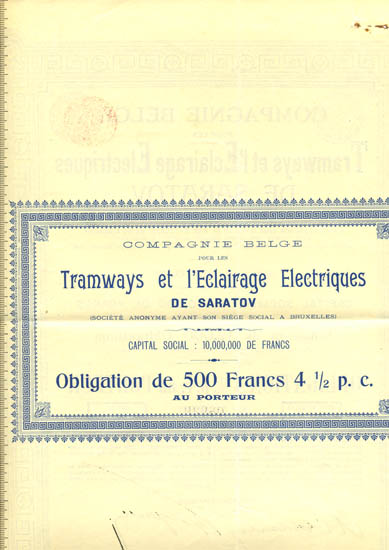 COMPAGNIE BELGE
POUR LES
Tramways et l'Eclairage Electriques
DE SARATOV
(SOCIÉTÉ ANONYME AYANT SON SIÈGE SOCIAL A BRUXELLES)
CAPITAL SOCIAL : 10,000,000 DE FRANCS
Obligation de 500 Francs 4 ½ p. c.
AU PORTEUR